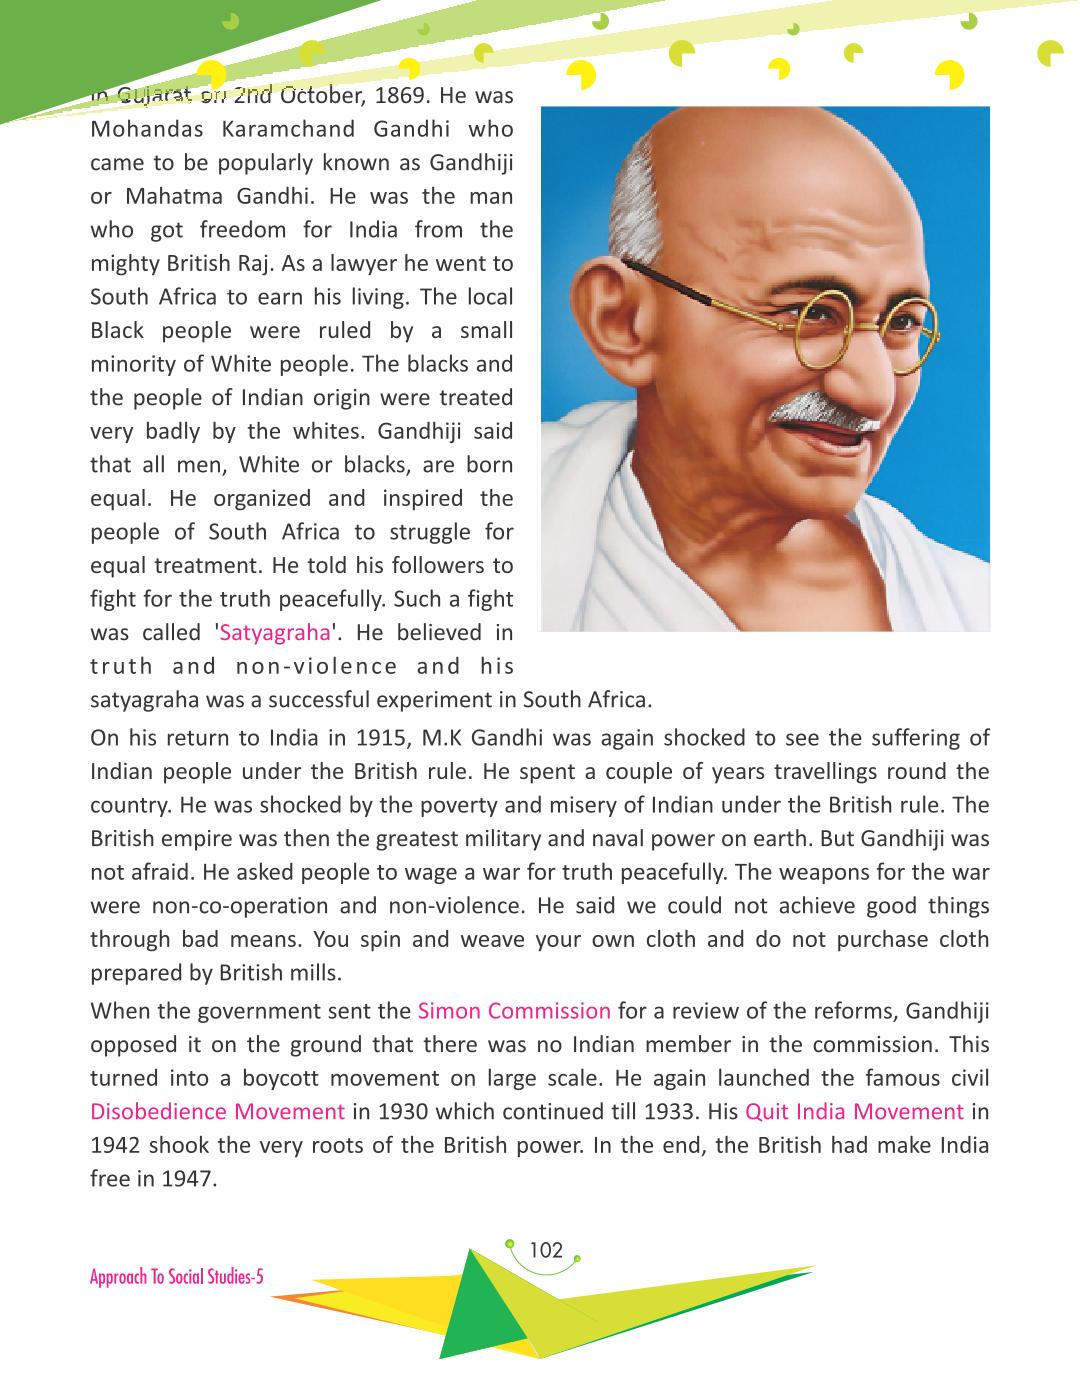 in Gujarat on 2nd October, 1869. He was
Mohandas Karamchand Gandhi who
came to be popularly known as Gandhiji
or Mahatma Gandhi. He was the man
who got freedom for India from the
mighty British Raj. As a lawyer he went to
South Africa to earn his living. The local
Black people were ruled by a small
minority of White people. The blacks and
the people of Indian origin were treated
very badly by the whites. Gandhiji said
that all men, White or blacks, are born
equal. He organized and inspired the
people of South Africa to struggle for
equal treatment. He told his followers to
fight for the truth peacefully. Such a fight
was called 'Satyagraha'. He believed in
truth and non-violence and his
satyagraha was a successful experiment in South Africa.
On his return to India in 1915, M.K Gandhi was again shocked to see the suffering of
Indian people under the British rule. He spent a couple of years travellings round the
country. He was shocked by the poverty and misery of Indian under the British rule. The
British empire was then the greatest military and naval power on earth. But Gandhiji was
not afraid. He asked people to wage a war for truth peacefully. The weapons for the war
were non-co-operation and non-violence. He said we could not achieve good things
through bad means. You spin and weave your own cloth and do not purchase cloth
prepared by British mills.
When the government sent the Simon Commission for a review of the reforms, Gandhiji
opposed it on the ground that there was no Indian member in the commission. This
turned into a boycott movement on large scale. He again launched the famous civil
Disobedience Movement in 1930 which continued till 1933. His Quit India Movement in
1942 shook the very roots of the British power. In the end, the British had make India
free in 1947.
102
Approach To Social Studies-5